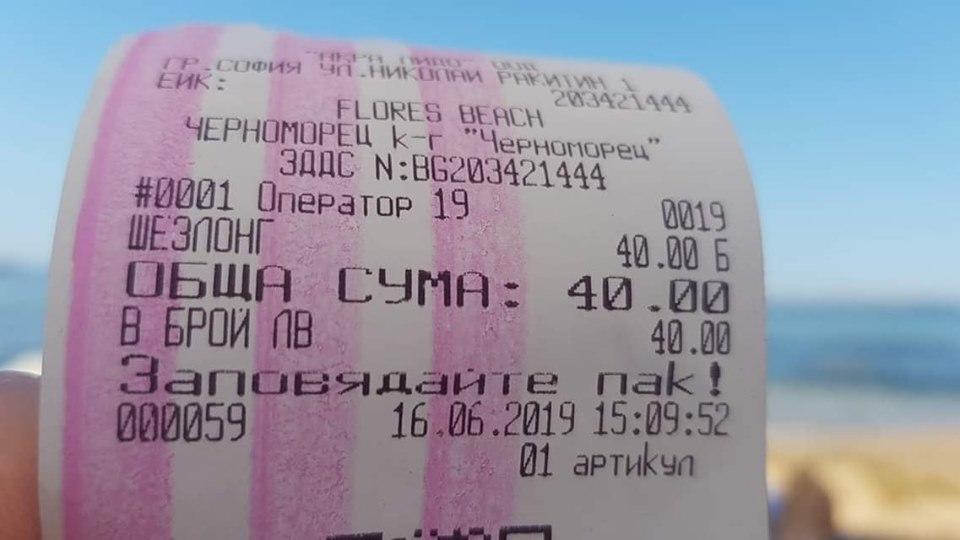 ГР.СОФИЯ УЛ.НИКОЛАЙ РАКИТИН 1
ЕИК: 203421444
FLORES BEACH
ЧЕРНОМОРЕЦ к-г "Черноморец"
ЗДДС N:BG203421444
#0001 Оператор 19 0019
ШЕЗЛОНГ 40.00 Б
ОБЩА СУМА: 40.00
В БРОЙ ЛВ 40.00
Заповядайте пак!
000059 16.06.2019 15:09:52
01 артикул